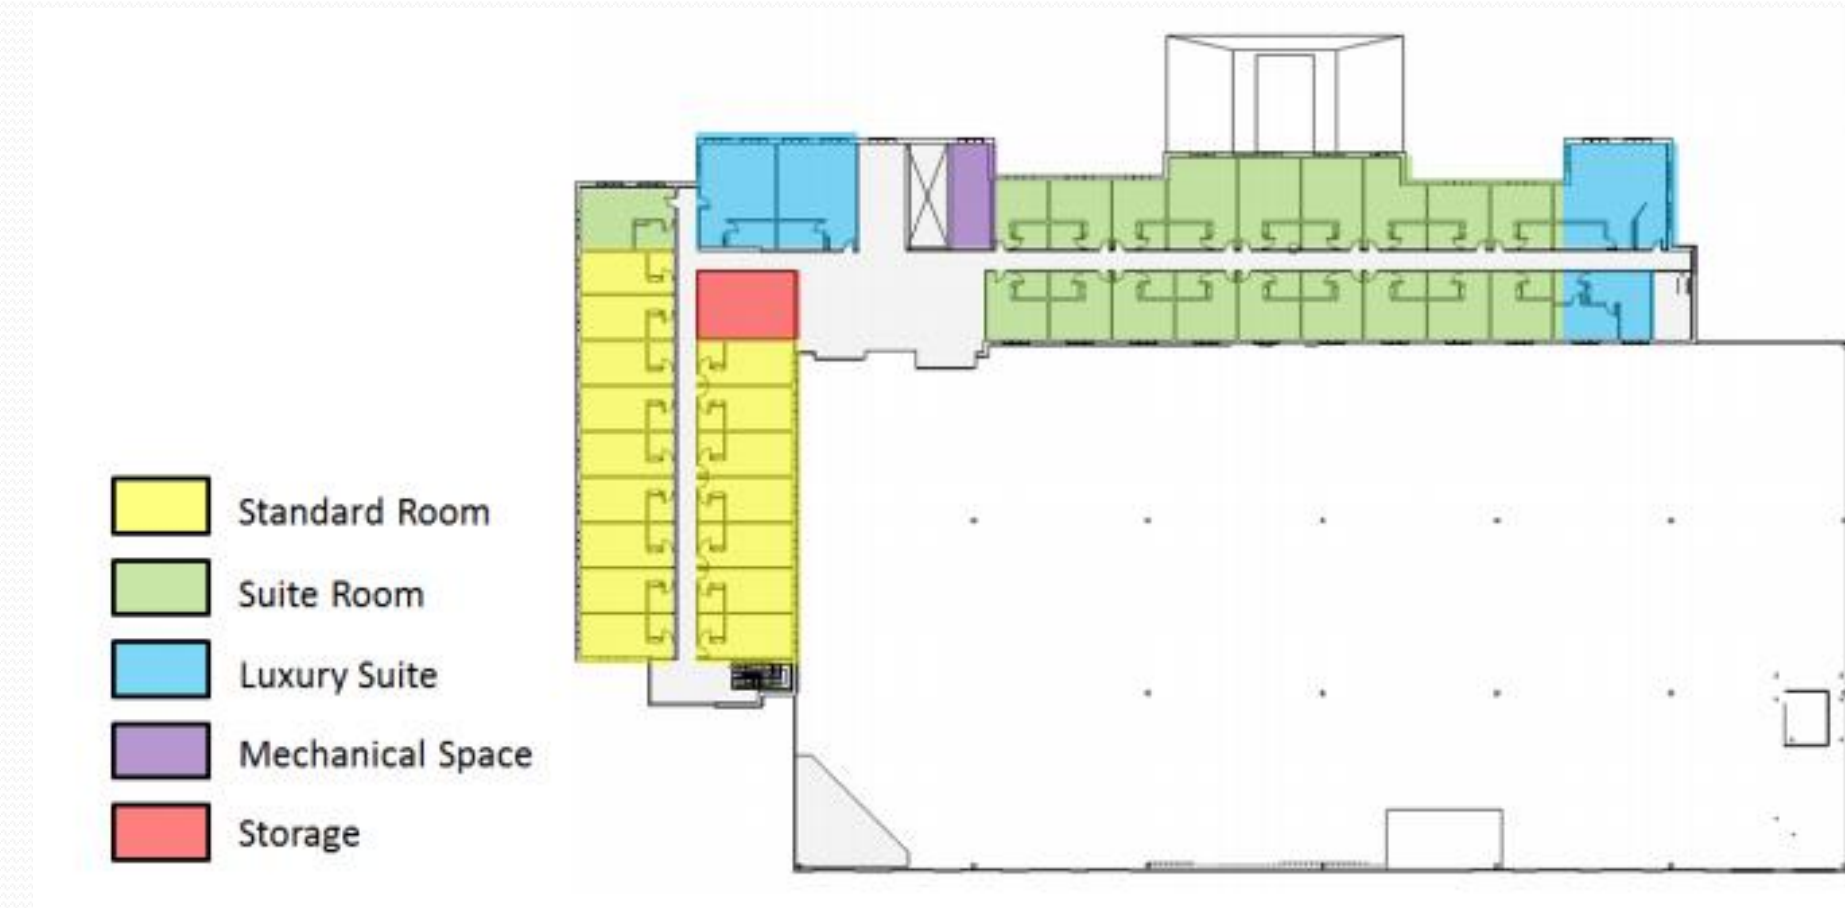 Standard Room
Suite Room
Luxury Suite
Mechanical Space
Storage